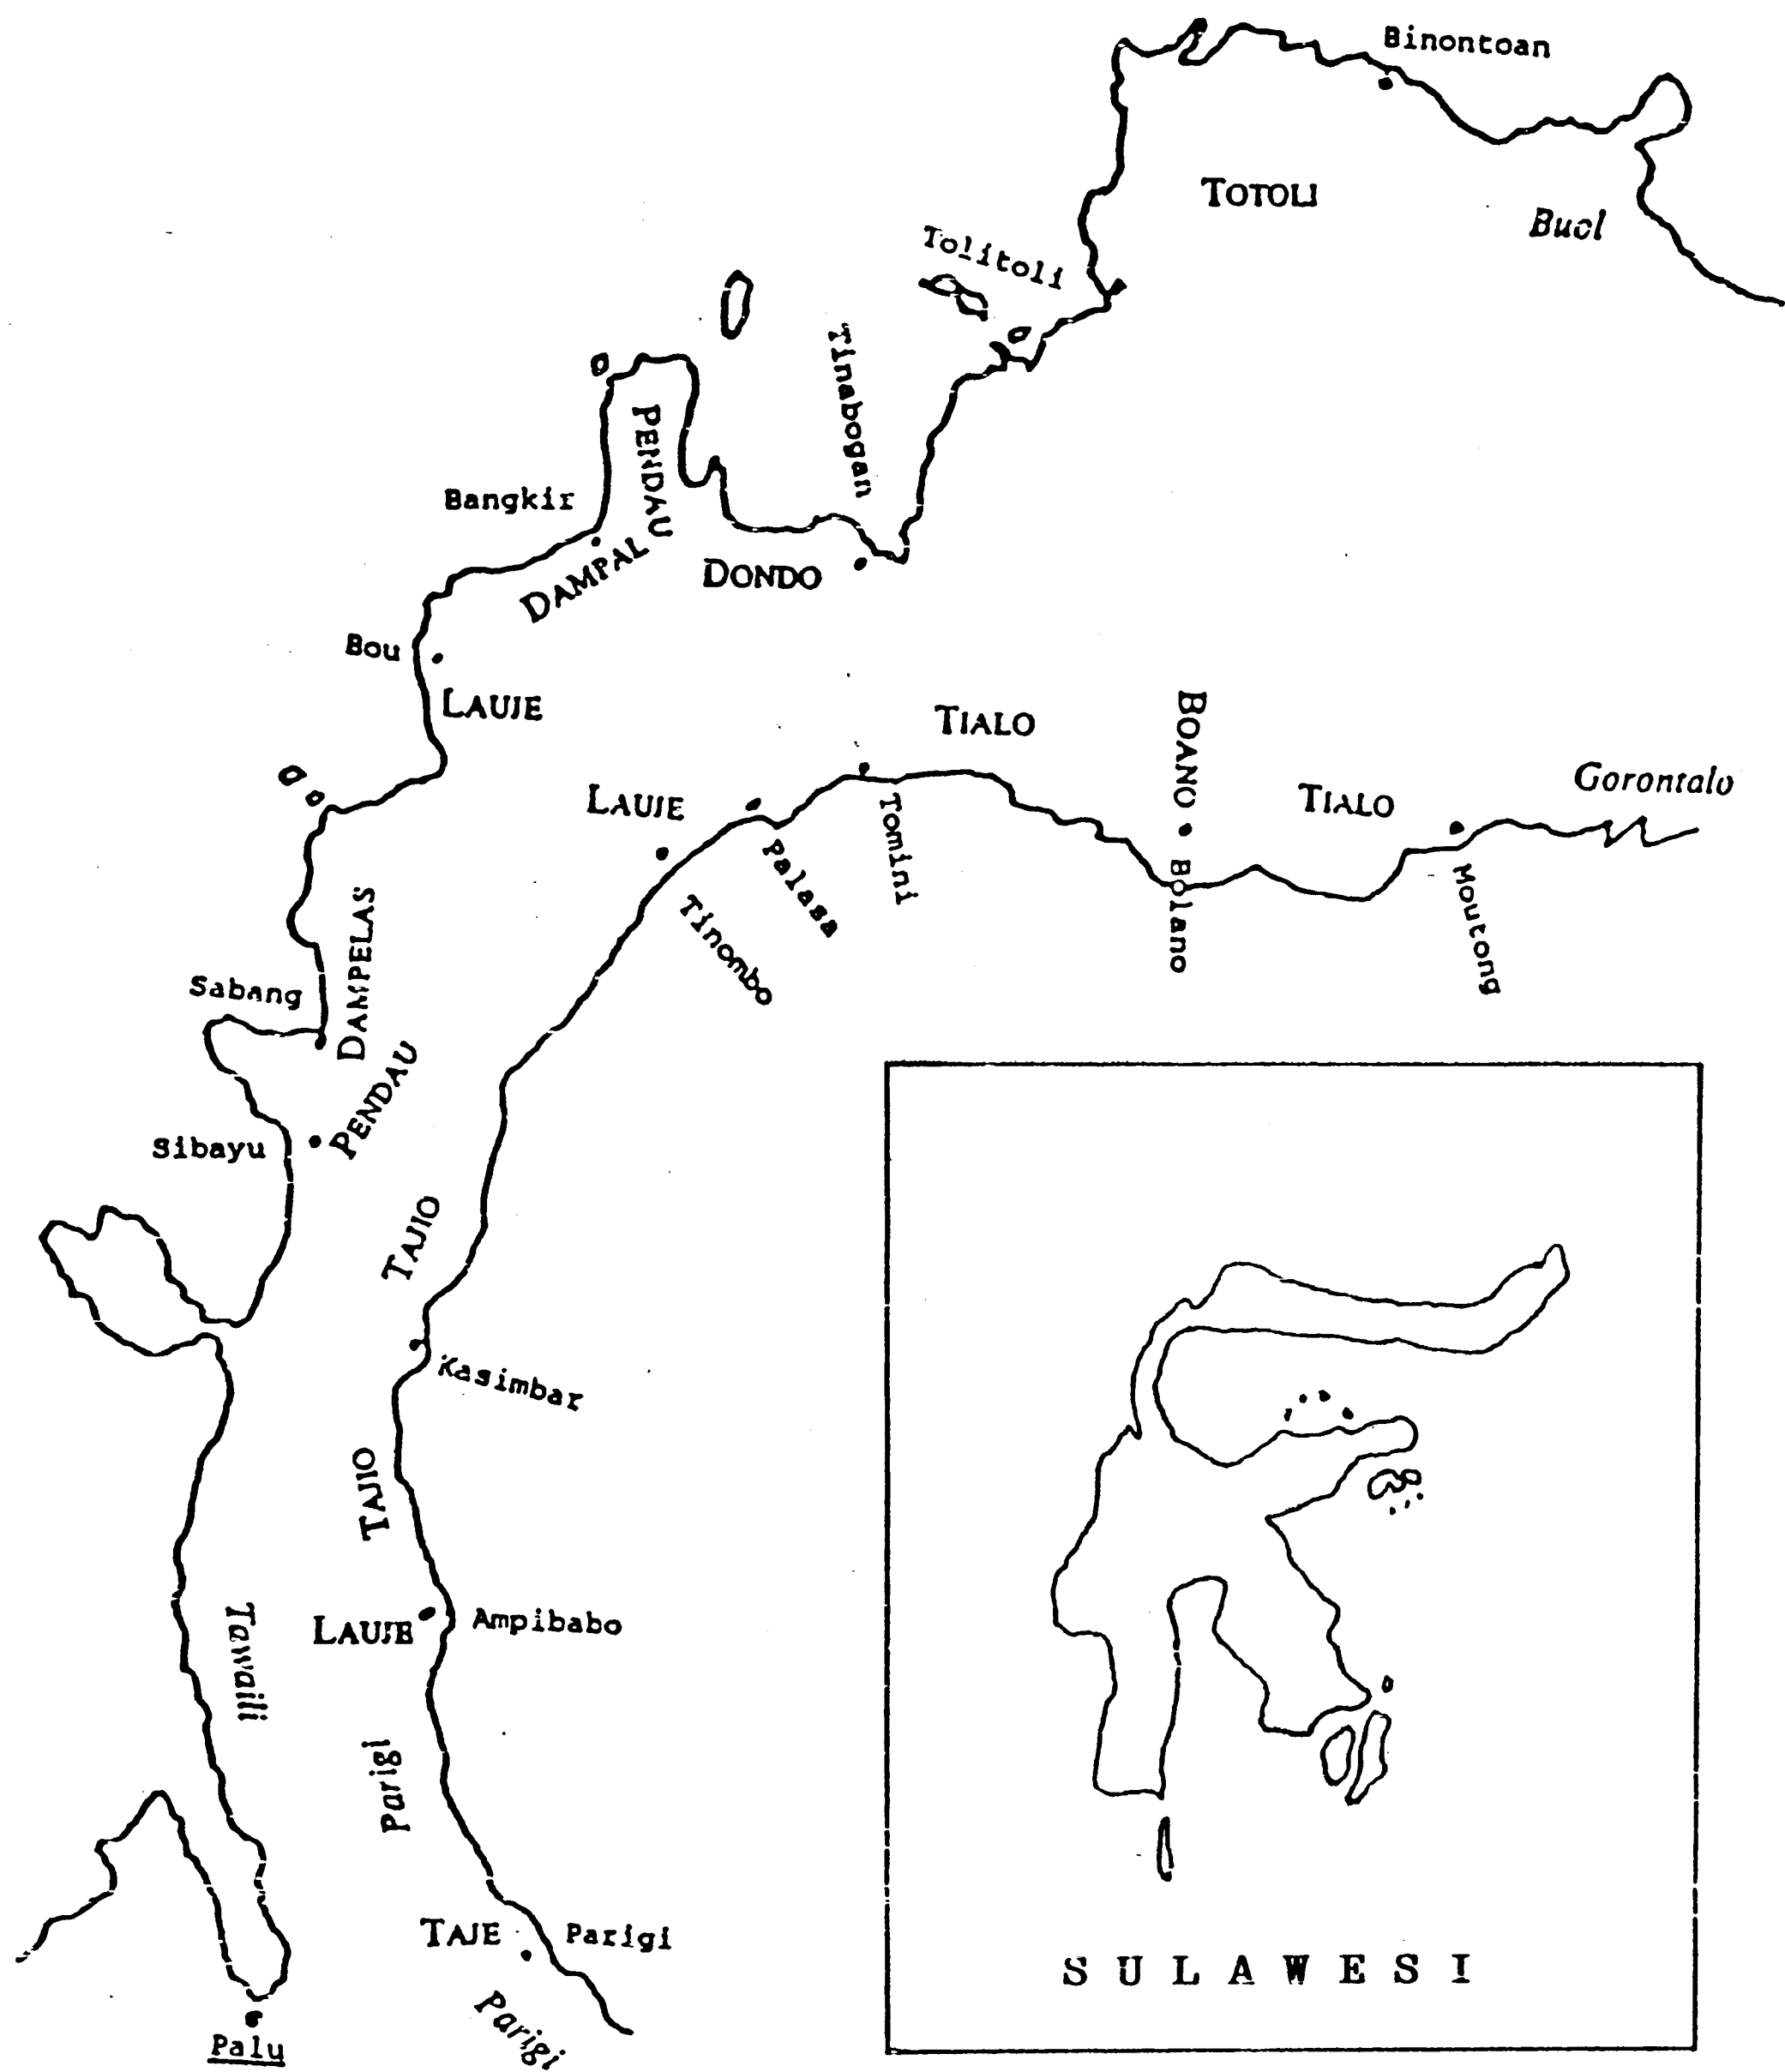 Binontoan
TOTOLI
Buol
Tolitoli
Tinabogan
PENDAU
Bangkir
DAMPAL
DONDO
Bou
LAUJE
TIALO
BOANO
LAUJE
TIALO
Gorontalo
Tomini
Palasa
Bolano
Moutong
Tinombo
DAMPELAS
Sabang
PENDAU
Sibayu
TAJIO
Kasimbar
TAJIO
LAUJE
Ampibabo
Tawaili
Parigi
TAJE
Parigi
Parigi
Palu
SULAWESI